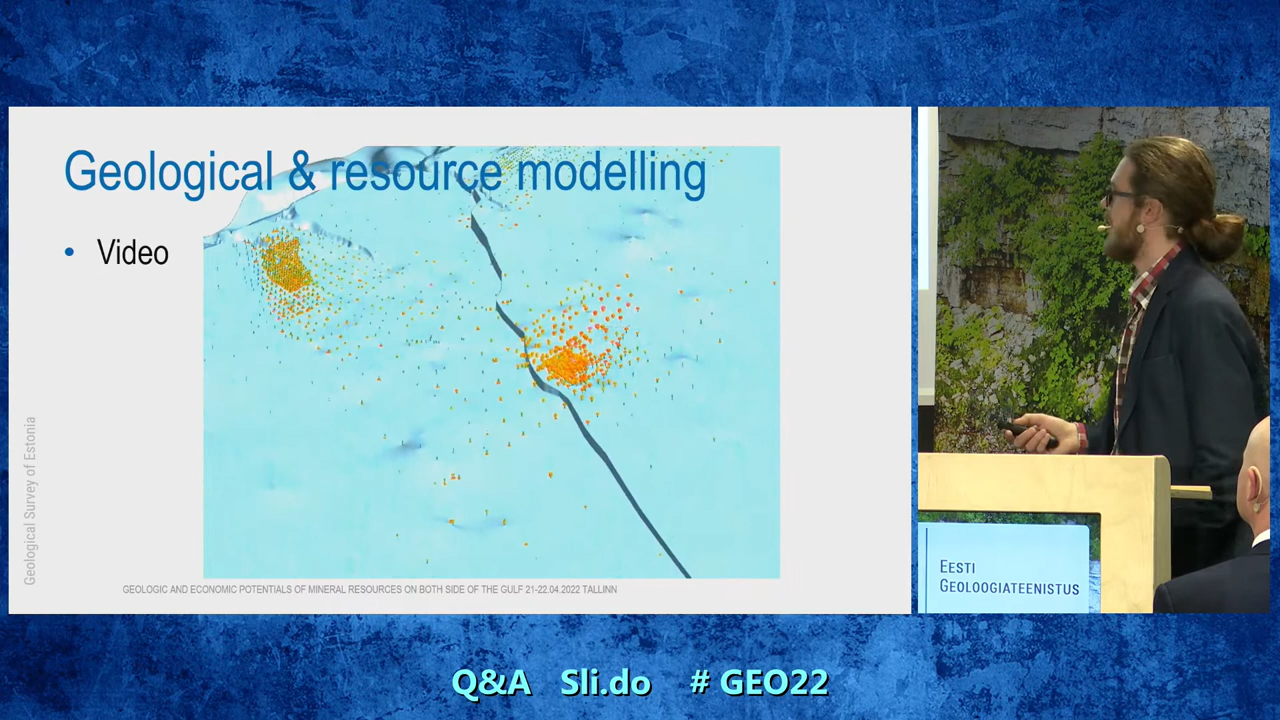 Geological & resource modelling
• Video
Geological Survey of Estonia
GEOLOGIC AND ECONOMIC POTENTIALS OF MINERAL RESOURCES ON BOTH SIDE OF THE GULF 21-22.04.2022 TALLINN
EESTI
GEOLOOGIATEENISTUS
Q&A Sli.do # GEO22